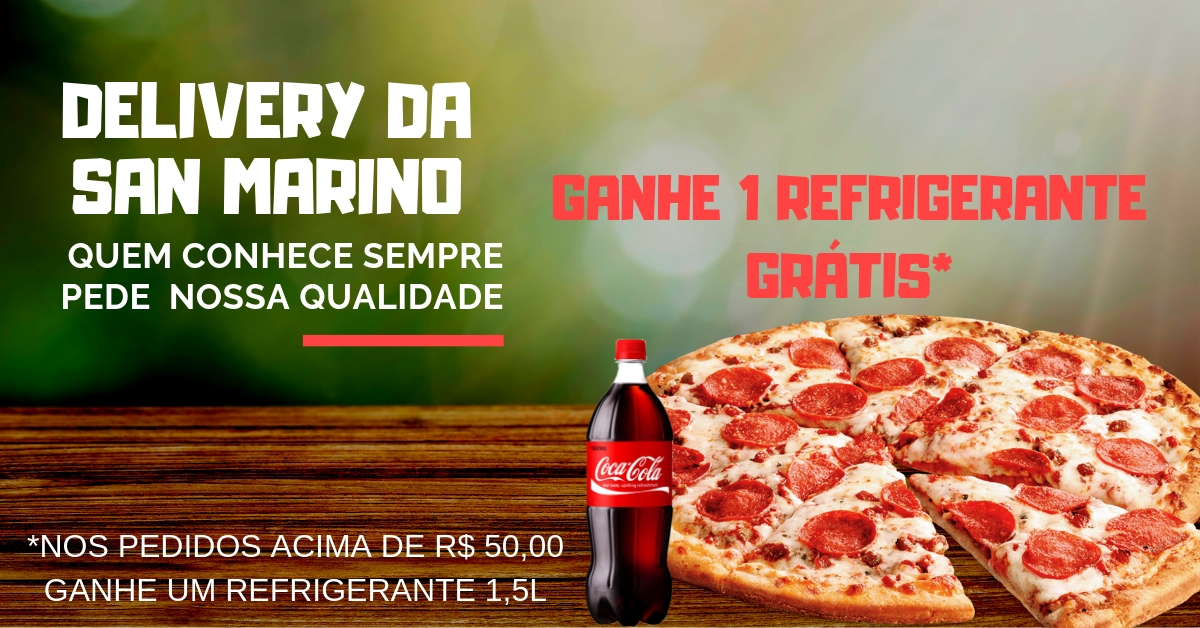 DELIVERY DA
SAN MARINO
QUEM CONHECE SEMPRE
PEDE NOSSA QUALIDADE
GANHE 1 REFRIGERANTE
GRÁTIS*
Coca-Cola
*NOS PEDIDOS ACIMA DE R$ 50,00
GANHE UM REFRIGERANTE 1,5L